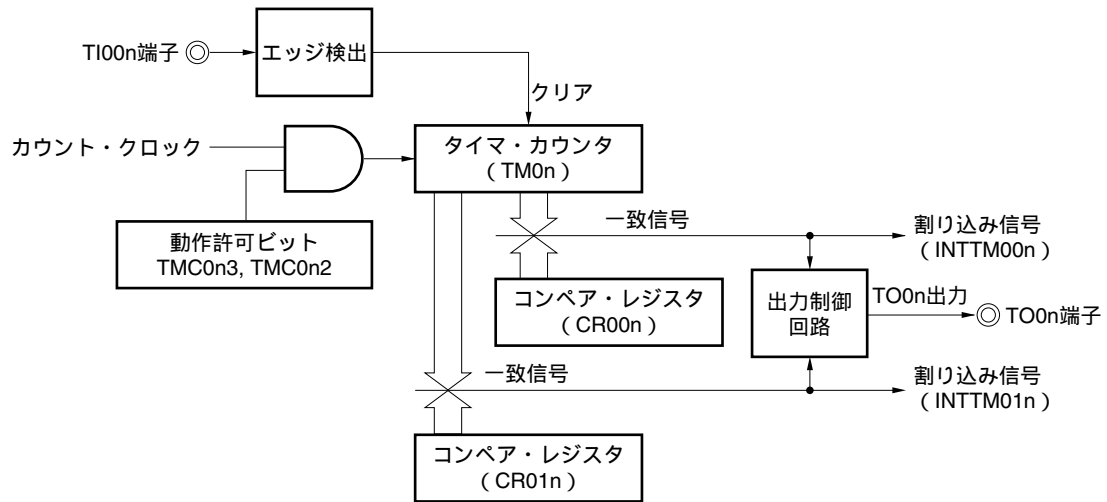 TI00n端子
エッジ検出
クリア
カウント・クロック
タイマ・カウンタ
(TM0n)
動作許可ビット
TMC0n3, TMC0n2
一致信号
割り込み信号
(INTTM00n)
コンペア・レジスタ
(CR00n)
出力制御
回路
TO0n出力
TO0n端子
一致信号
割り込み信号
(INTTM01n)
コンペア・レジスタ
(CR01n)